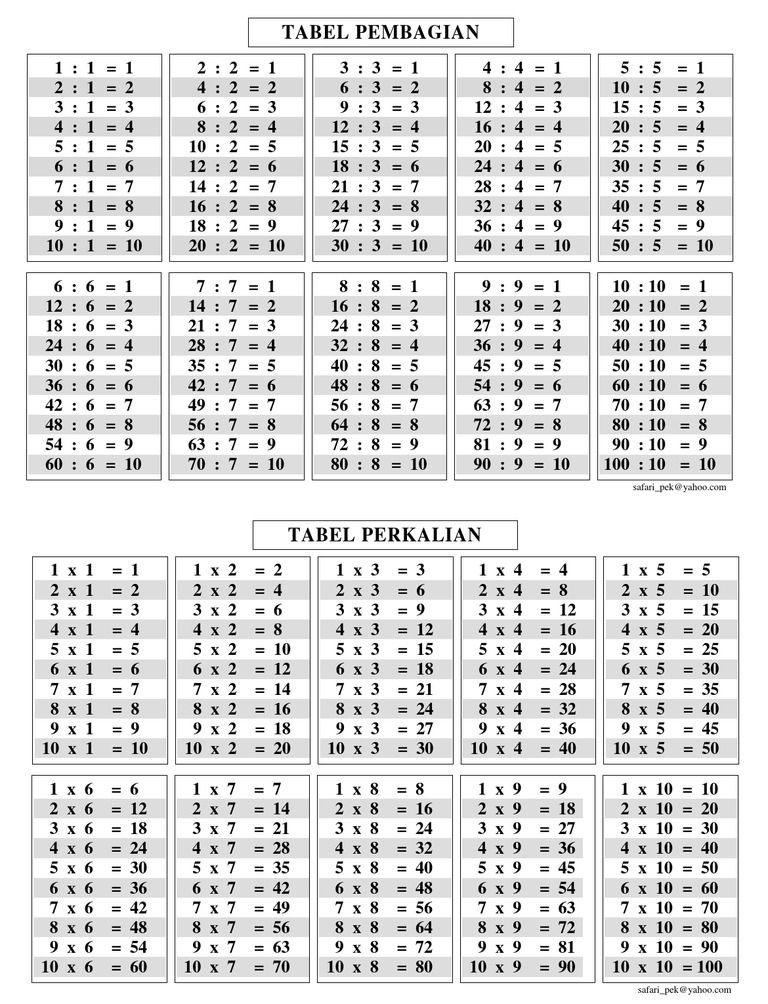 TABEL PEMBAGIAN
1 : 1 = 1
2 : 1 = 2
3 : 1 = 3
4 : 1 = 4
5 : 1 = 5
6 : 1 = 6
7 : 1 = 7
8 : 1 = 8
9 : 1 = 9
10 : 1 = 10
2 : 2 = 1
4 : 2 = 2
6 : 2 = 3
8 : 2 = 4
10 : 2 = 5
12 : 2 = 6
14 : 2 = 7
16 : 2 = 8
18 : 2 = 9
20 : 2 = 10
3 : 3 = 1
6 : 3 = 2
9 : 3 = 3
12 : 3 = 4
15 : 3 = 5
18 : 3 = 6
21 : 3 = 7
24 : 3 = 8
27 : 3 = 9
30 : 3 = 10
4 : 4 = 1
8 : 4 = 2
12 : 4 = 3
16 : 4 = 4
20 : 4 = 5
24 : 4 = 6
28 : 4 = 7
32 : 4 = 8
36 : 4 = 9
40 : 4 = 10
5 : 5 = 1
10 : 5 = 2
15 : 5 = 3
20 : 5 = 4
25 : 5 = 5
30 : 5 = 6
35 : 5 = 7
40 : 5 = 8
45 : 5 = 9
50 : 5 = 10
6 : 6 = 1
12 : 6 = 2
18 : 6 = 3
24 : 6 = 4
30 : 6 = 5
36 : 6 = 6
42 : 6 = 7
48 : 6 = 8
54 : 6 = 9
60 : 6 = 10
7 : 7 = 1
14 : 7 = 2
21 : 7 = 3
28 : 7 = 4
35 : 7 = 5
42 : 7 = 6
49 : 7 = 7
56 : 7 = 8
63 : 7 = 9
70 : 7 = 10
8 : 8 = 1
16 : 8 = 2
24 : 8 = 3
32 : 8 = 4
40 : 8 = 5
48 : 8 = 6
56 : 8 = 7
64 : 8 = 8
72 : 8 = 9
80 : 8 = 10
9 : 9 = 1
18 : 9 = 2
27 : 9 = 3
36 : 9 = 4
45 : 9 = 5
54 : 9 = 6
63 : 9 = 7
72 : 9 = 8
81 : 9 = 9
90 : 9 = 10
10 : 10 = 1
20 : 10 = 2
30 : 10 = 3
40 : 10 = 4
50 : 10 = 5
60 : 10 = 6
70 : 10 = 7
80 : 10 = 8
90 : 10 = 9
100 : 10 = 10
safari_pek@yahoo.com
TABEL PERKALIAN
1 x 1 = 1
2 x 1 = 2
3 x 1 = 3
4 x 1 = 4
5 x 1 = 5
6 x 1 = 6
7 x 1 = 7
8 x 1 = 8
9 x 1 = 9
10 x 1 = 10
1 x 2 = 2
2 x 2 = 4
3 x 2 = 6
4 x 2 = 8
5 x 2 = 10
6 x 2 = 12
7 x 2 = 14
8 x 2 = 16
9 x 2 = 18
10 x 2 = 20
1 x 3 = 3
2 x 3 = 6
3 x 3 = 9
4 x 3 = 12
5 x 3 = 15
6 x 3 = 18
7 x 3 = 21
8 x 3 = 24
9 x 3 = 27
10 x 3 = 30
1 x 4 = 4
2 x 4 = 8
3 x 4 = 12
4 x 4 = 16
5 x 4 = 20
6 x 4 = 24
7 x 4 = 28
8 x 4 = 32
9 x 4 = 36
10 x 4 = 40
1 x 5 = 5
2 x 5 = 10
3 x 5 = 15
4 x 5 = 20
5 x 5 = 25
6 x 5 = 30
7 x 5 = 35
8 x 5 = 40
9 x 5 = 45
10 x 5 = 50
1 x 6 = 6
2 x 6 = 12
3 x 6 = 18
4 x 6 = 24
5 x 6 = 30
6 x 6 = 36
7 x 6 = 42
8 x 6 = 48
9 x 6 = 54
10 x 6 = 60
1 x 7 = 7
2 x 7 = 14
3 x 7 = 21
4 x 7 = 28
5 x 7 = 35
6 x 7 = 42
7 x 7 = 49
8 x 7 = 56
9 x 7 = 63
10 x 7 = 70
1 x 8 = 8
2 x 8 = 16
3 x 8 = 24
4 x 8 = 32
5 x 8 = 40
6 x 8 = 48
7 x 8 = 56
8 x 8 = 64
9 x 8 = 72
10 x 8 = 80
1 x 9 = 9
2 x 9 = 18
3 x 9 = 27
4 x 9 = 36
5 x 9 = 45
6 x 9 = 54
7 x 9 = 63
8 x 9 = 72
9 x 9 = 81
10 x 9 = 90
1 x 10 = 10
2 x 10 = 20
3 x 10 = 30
4 x 10 = 40
5 x 10 = 50
6 x 10 = 60
7 x 10 = 70
8 x 10 = 80
9 x 10 = 90
10 x 10 = 100
safari_pek@yahoo.com